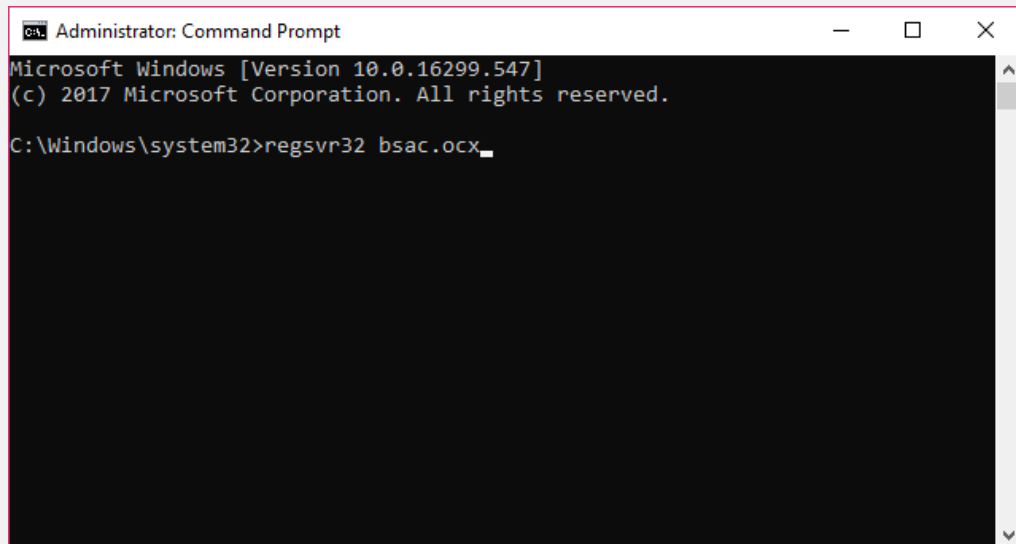 Administrator: Command Prompt
Microsoft Windows [Version 10.0.16299.547]
(c) 2017 Microsoft Corporation. All rights reserved.
C:\Windows\system32>regsvr32 bsac.ocx